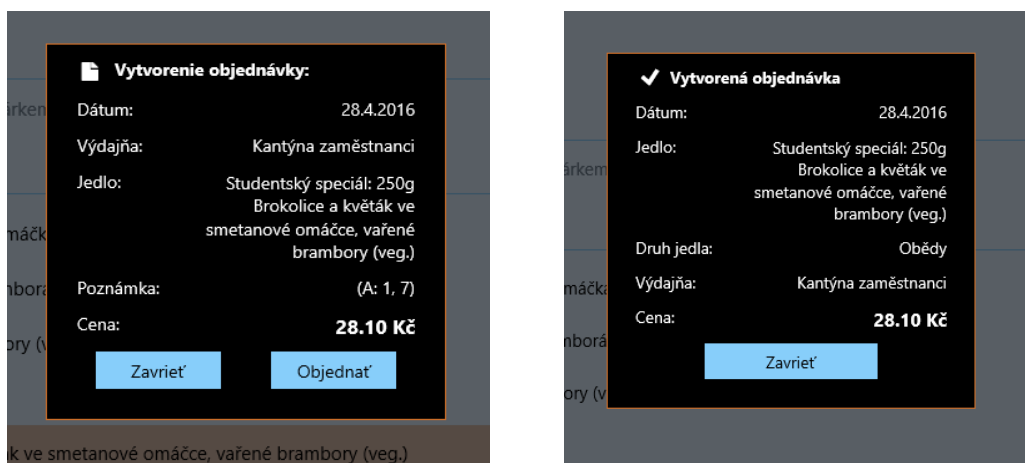 Vytvorenie objednávky:
Dátum: 28.4.2016
Výdajňa: Kantýna zaměstnanci
Jedlo: Studentský speciál: 250g
Brokolice a květák ve
smetanové omáčce, vařené
brambory (veg.)
Poznámka: (A: 1, 7)
Cena: 28.10 Kč
Zavrieť Objednať
k ve smetanové omáčce, vařené brambory (veg.)
Vytvorená objednávka
Dátum: 28.4.2016
Jedlo: Studentský speciál: 250g
Brokolice a květák ve
smetanové omáčce, vařené
brambory (veg.)
Druh jedla: Obědy
Výdajňa: Kantýna zaměstnanci
Cena: 28.10 Kč
Zavrieť